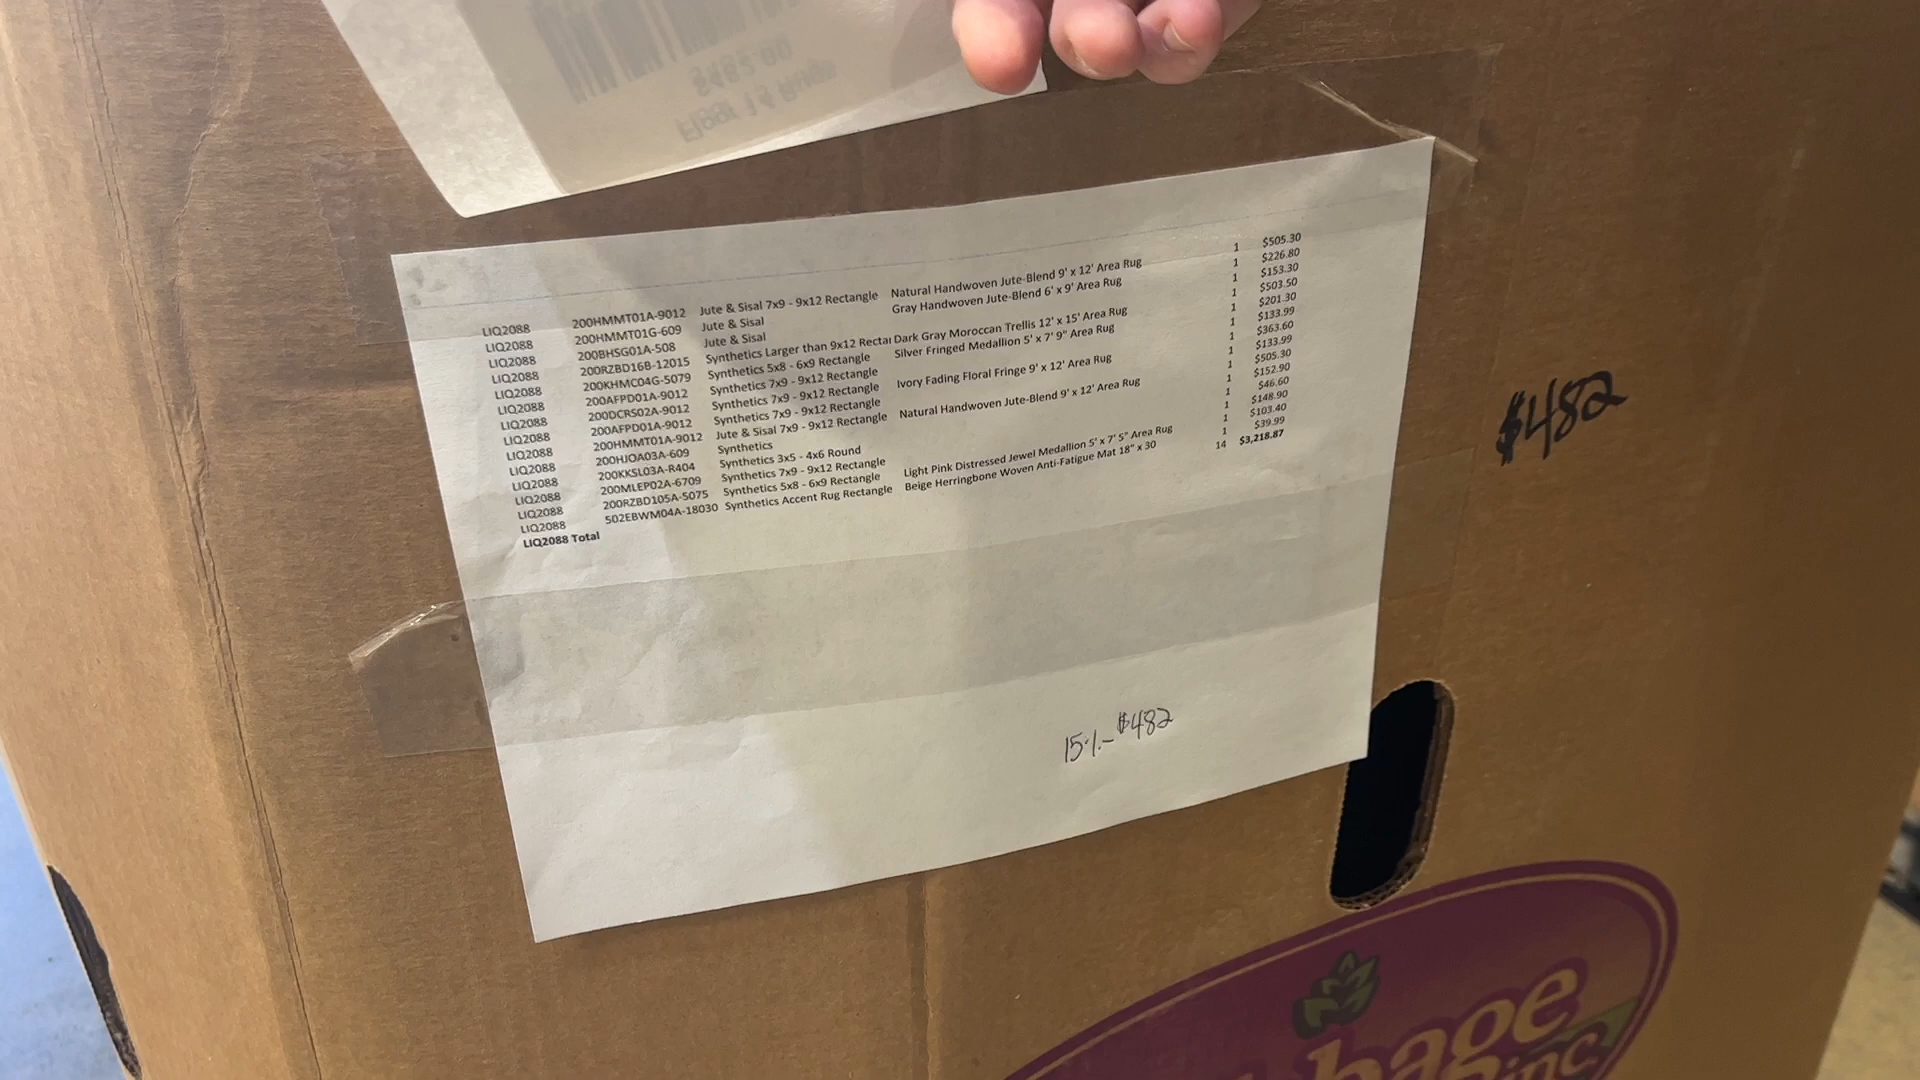 $482.00
Floor 14 Rugs
LIQ2088 200HMMT01A-9012 Jute & Sisal 7x9 - 9x12 Rectangle Natural Handwoven Jute-Blend 9' x 12' Area Rug 1 $505.30
LIQ2088 200HMMT01G-609 Jute & Sisal Gray Handwoven Jute-Blend 6' x 9' Area Rug 1 $226.80
LIQ2088 200BHSG01A-508 Jute & Sisal 1 $153.30
LIQ2088 200RZBD16B-12015 Synthetics Larger than 9x12 Rectai Dark Gray Moroccan Trellis 12' x 15' Area Rug 1 $503.50
LIQ2088 200KHMC04G-5079 Synthetics 5x8 - 6x9 Rectangle Silver Fringed Medallion 5' x 7' 9" Area Rug 1 $201.30
LIQ2088 200AFPD01A-9012 Synthetics 7x9 - 9x12 Rectangle 1 $133.99
LIQ2088 200DCRS02A-9012 Synthetics 7x9 - 9x12 Rectangle Ivory Fading Floral Fringe 9' x 12' Area Rug 1 $363.60
LIQ2088 200AFPD01A-9012 Synthetics 7x9 - 9x12 Rectangle 1 $133.99
LIQ2088 200HMMT01A-9012 Jute & Sisal 7x9 - 9x12 Rectangle Natural Handwoven Jute-Blend 9' x 12' Area Rug 1 $505.30
LIQ2088 200HJOA03A-609 Synthetics 1 $152.90
LIQ2088 200KKSL03A-R404 Synthetics 3x5 - 4x6 Round 1 $46.60
LIQ2088 200MLEP02A-6709 Synthetics 7x9 - 9x12 Rectangle 1 $148.90
LIQ2088 200RZBD105A-5075 Synthetics 5x8 - 6x9 Rectangle Light Pink Distressed Jewel Medallion 5' x 7' 5" Area Rug 1 $103.40
LIQ2088 502EBWM04A-18030 Synthetics Accent Rug Rectangle Beige Herringbone Woven Anti-Fatigue Mat 18" x 30 1 $39.99
LIQ2088 Total 14 $3,218.87
$482
15%-$482
inc.